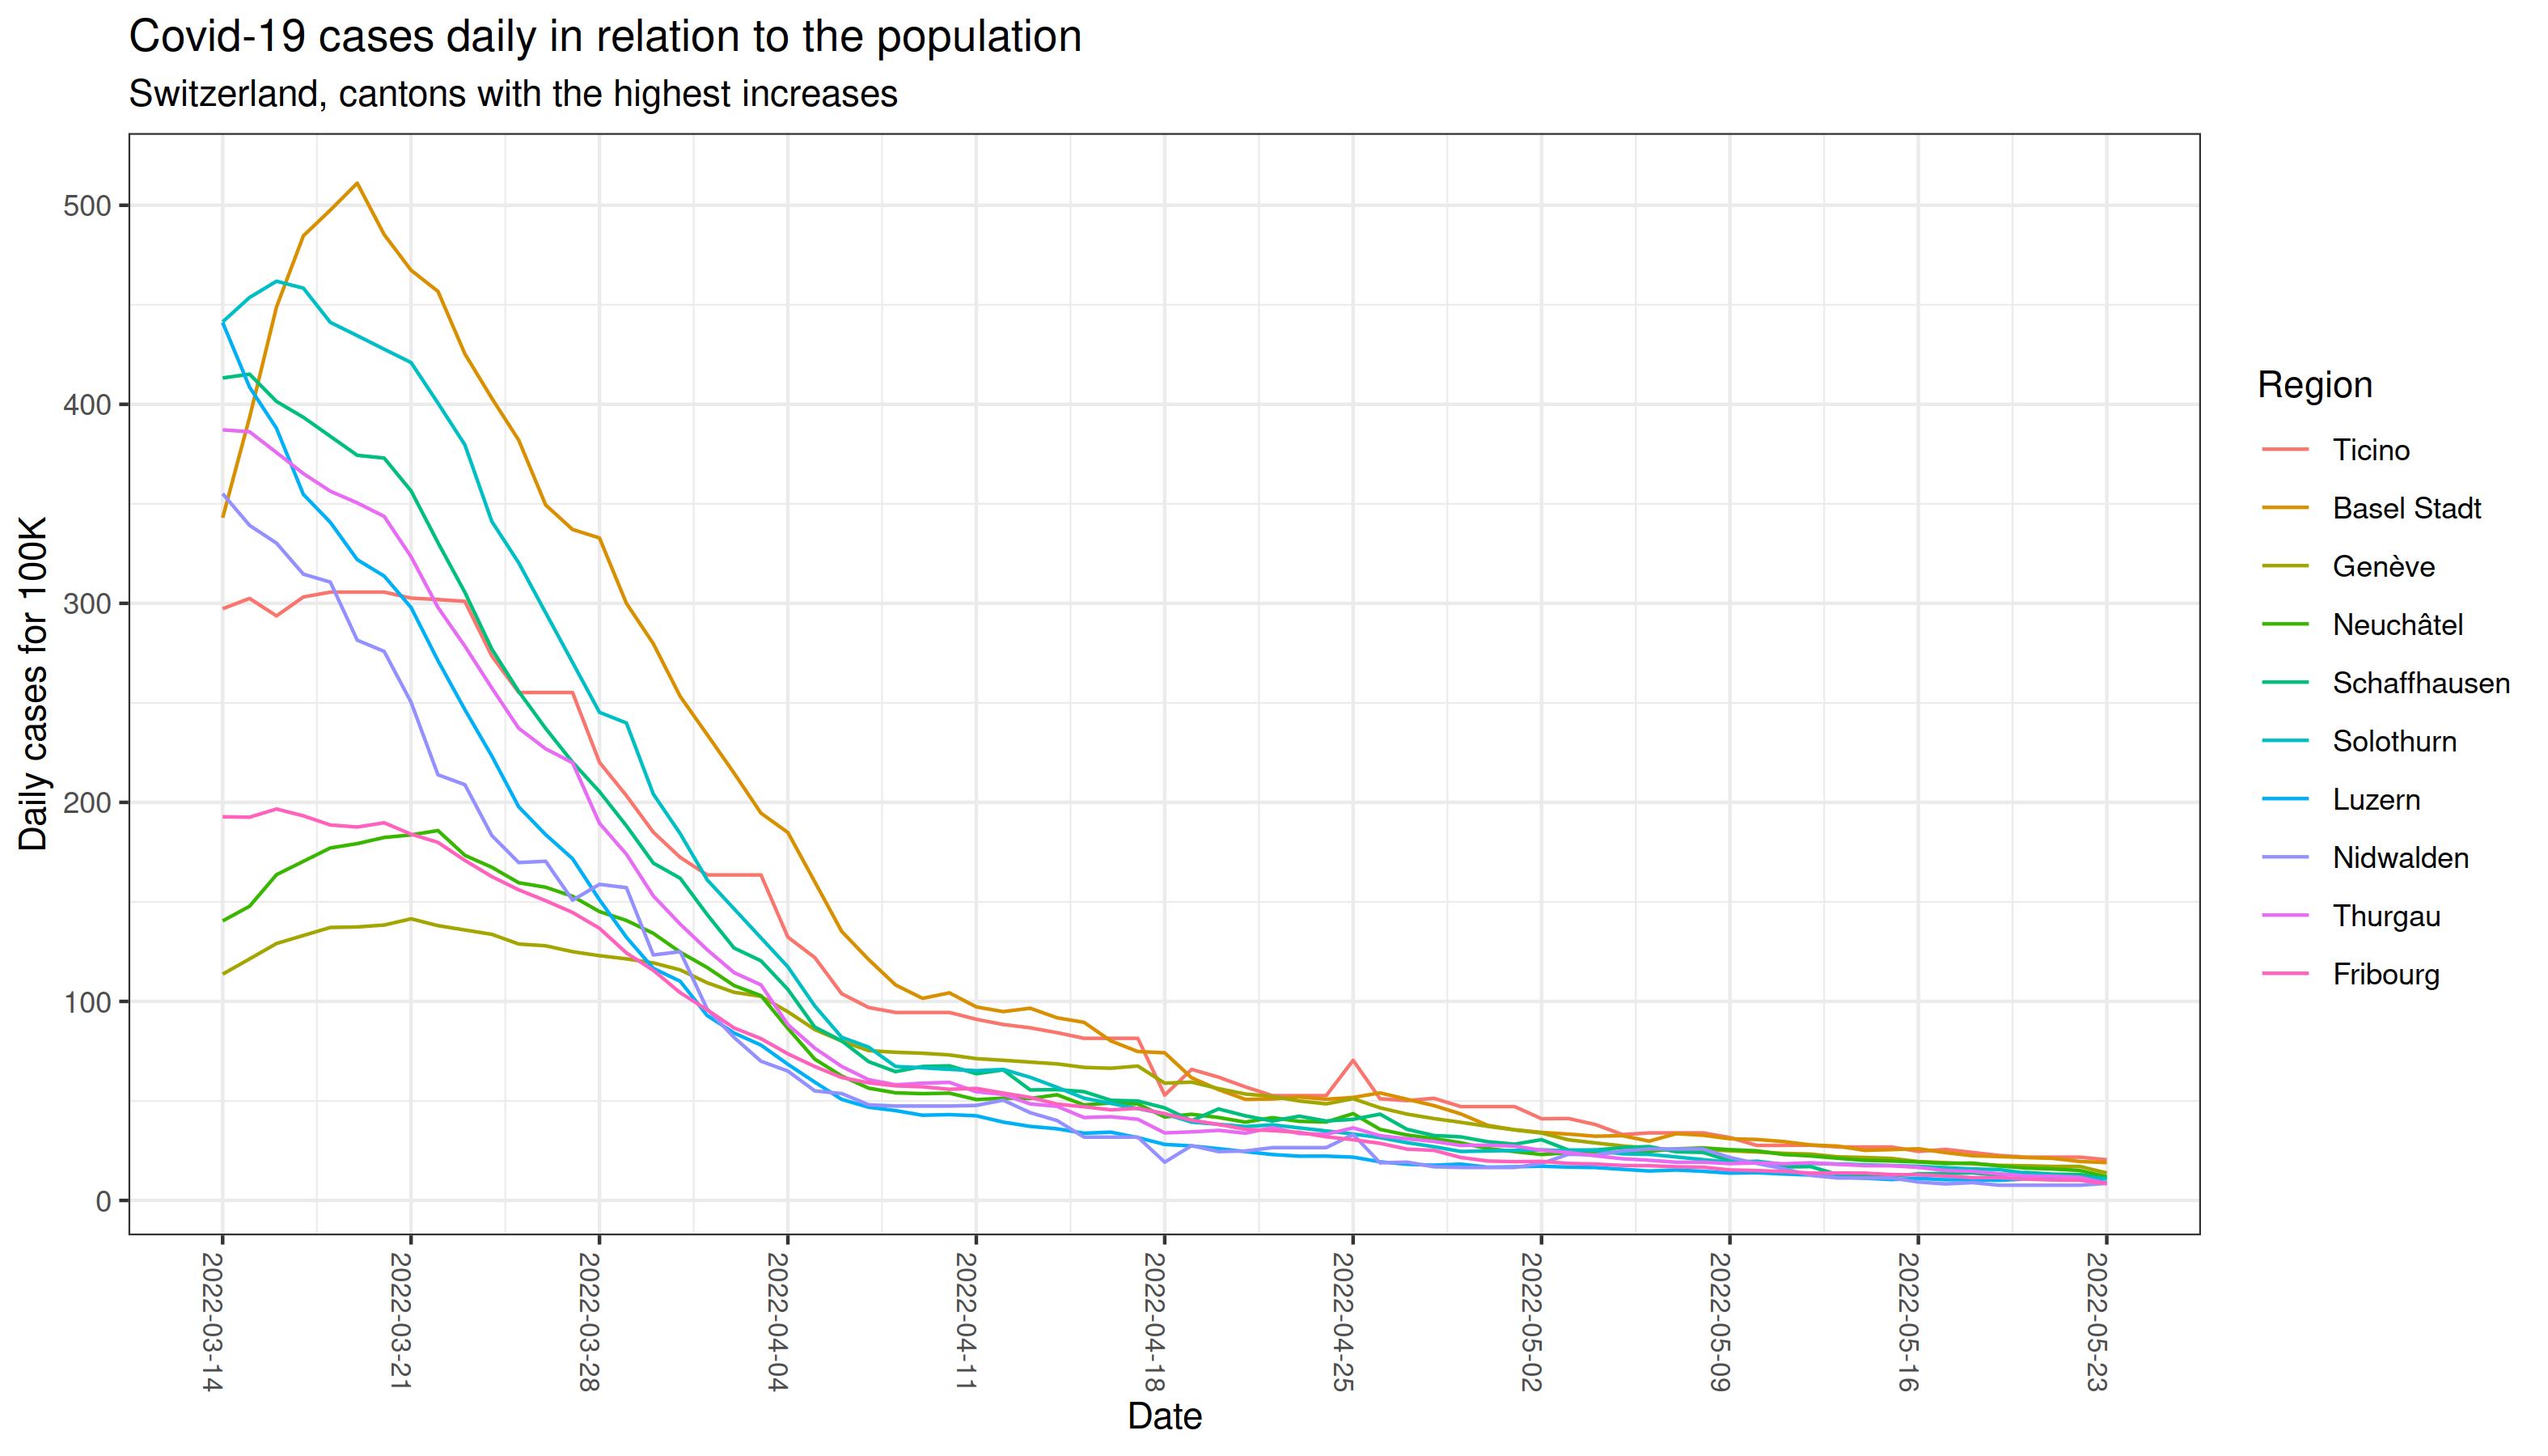 Covid-19 cases daily in relation to the population
Switzerland, cantons with the highest increases
Daily cases for 100K
500
400
300
200
100
0
2022-03-14
2022-03-21
2022-03-28
2022-04-04
2022-04-11
2022-04-18
2022-04-25
2022-05-02
2022-05-09
2022-05-16
2022-05-23
Date
Region
Ticino
Basel Stadt
Genève
Neuchâtel
Schaffhausen
Solothurn
Luzern
Nidwalden
Thurgau
Fribourg